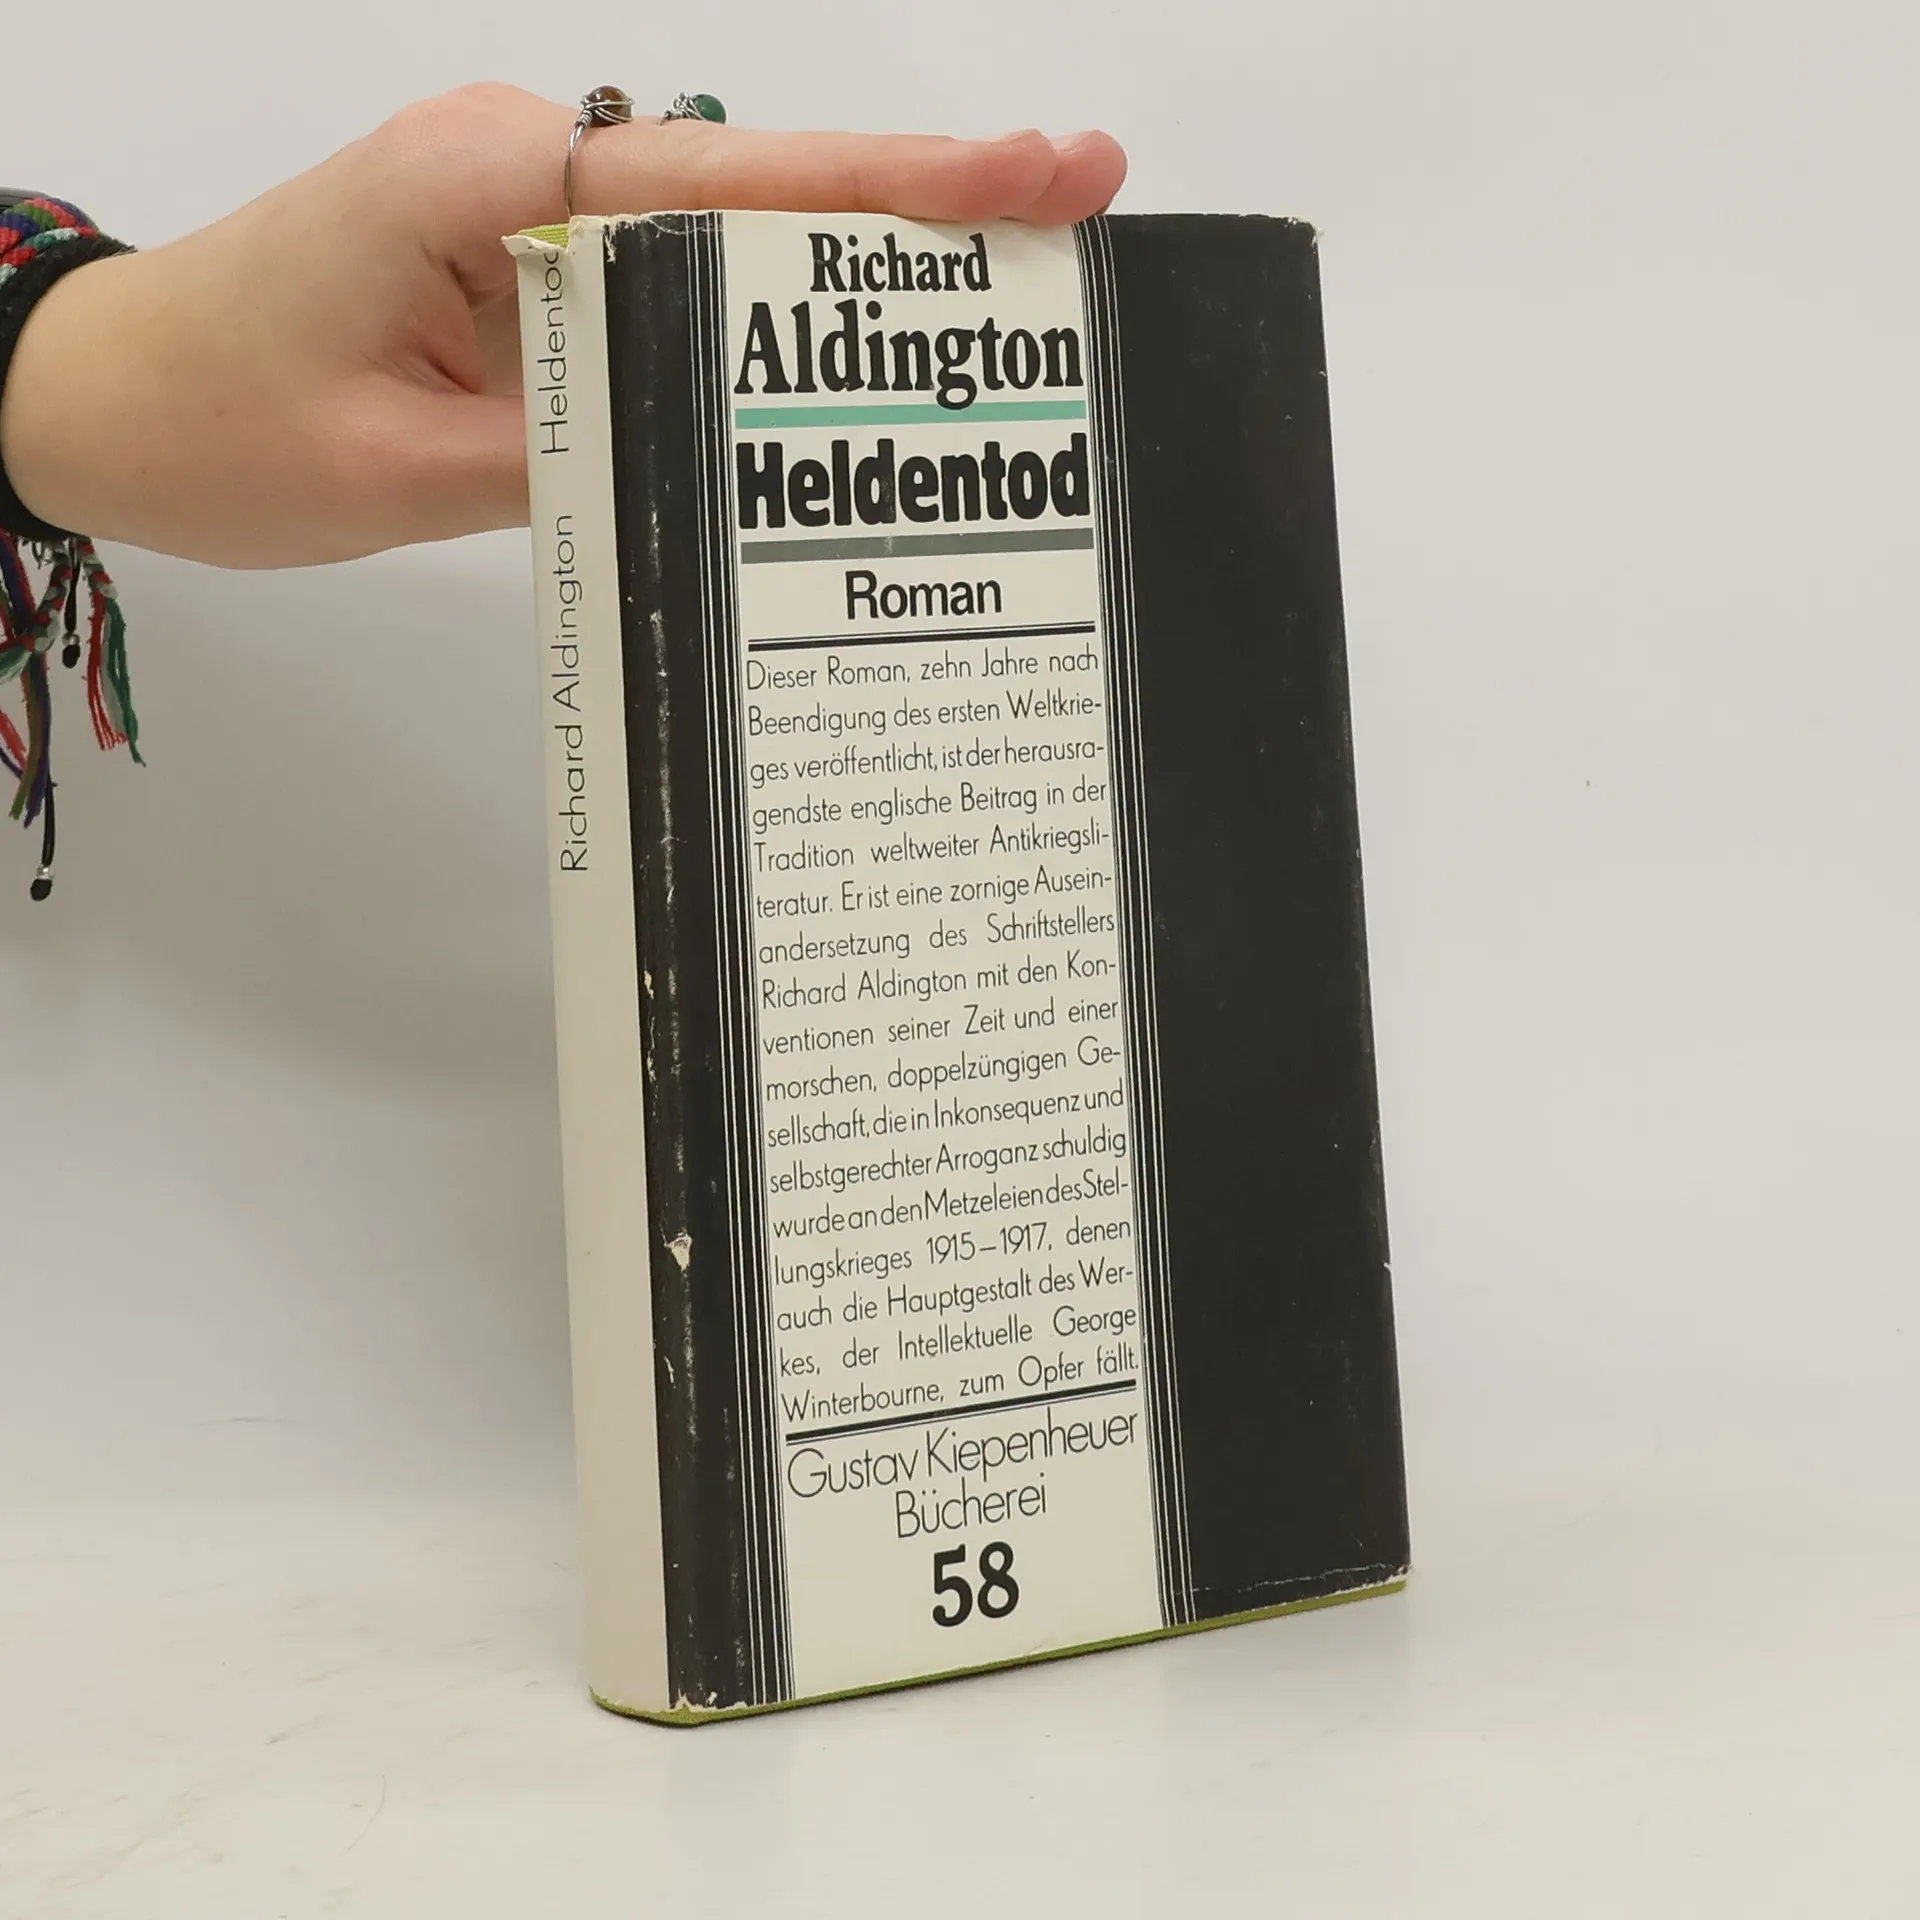 Richard Aldington Heldentod
Richard
Aldington
Heldentod
Roman
Dieser Roman, zehn Jahre nach
Beendigung des ersten Weltkrie-
ges veröffentlicht, ist der herausra-
gendste englische Beitrag in der
Tradition weltweiter Antikriegsli-
teratur. Er ist eine zornige Ausein-
andersetzung des Schriftstellers
Richard Aldington mit den Kon-
ventionen seiner Zeit und einer
morschen, doppelzüngigen Ge-
sellschaft, die in Inkonsequenz und
selbstgerechter Arroganz schuldig
wurde an den Metzeleien des Stel-
lungskrieges 1915–1917, denen
auch die Hauptgestalt des Wer-
kes, der Intellektuelle George
Winterbourne, zum Opfer fällt.
Gustav Kiepenheuer
Bücherei
58